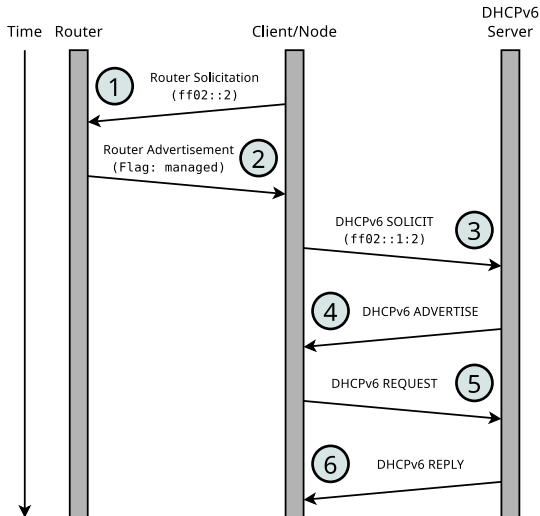 DHCPv6
Time Router Client/Node Server
1 Router Solicitation
(ff02::2)
Router Advertisement 2
(Flag: managed)
DHCPv6 SOLICIT 3
(ff02::1:2)
4 DHCPv6 ADVERTISE
DHCPv6 REQUEST 5
6 DHCPv6 REPLY